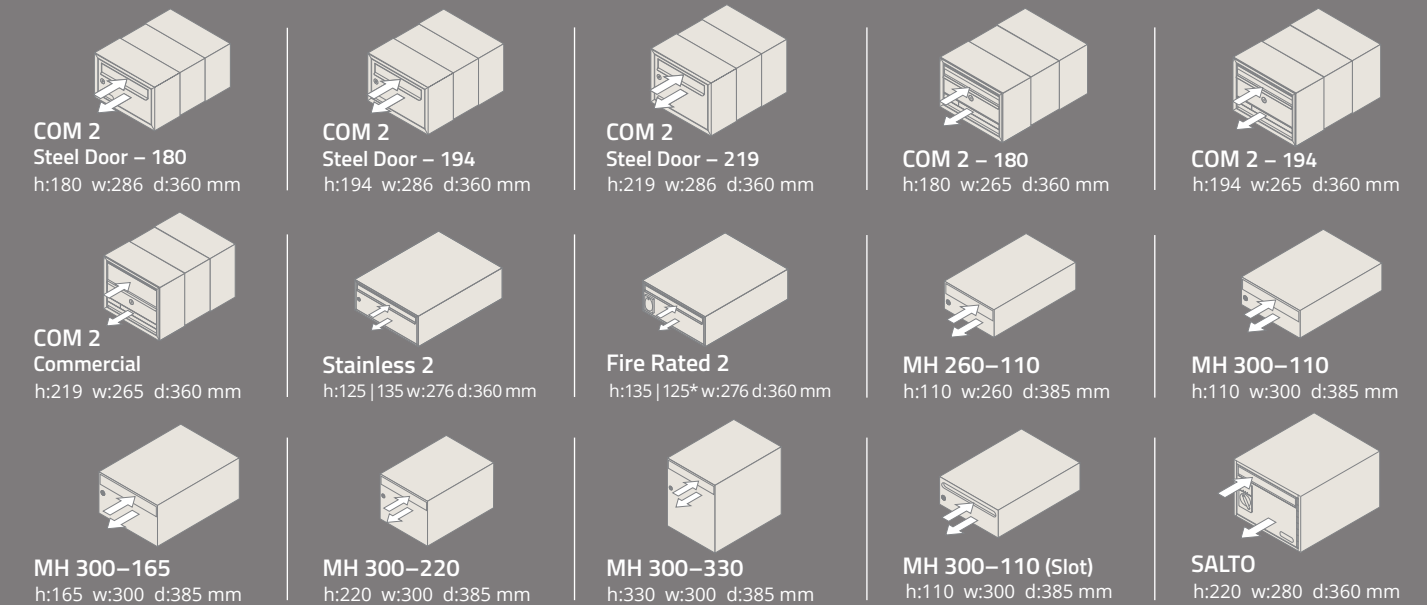 COM 2
Steel Door – 180
h:180 w:286 d:360 mm
COM 2
Steel Door – 194
h:194 w:286 d:360 mm
COM 2
Steel Door – 219
h:219 w:286 d:360 mm
COM 2 – 180
h:180 w:265 d:360 mm
COM 2 – 194
h:194 w:265 d:360 mm
COM 2
Commercial
h:219 w:265 d:360 mm
Stainless 2
h:125 | 135 w:276 d:360 mm
Fire Rated 2
h:135 | 125* w:276 d:360 mm
MH 260–110
h:110 w:260 d:385 mm
MH 300–110
h:110 w:300 d:385 mm
MH 300–165
h:165 w:300 d:385 mm
MH 300–220
h:220 w:300 d:385 mm
MH 300–330
h:330 w:300 d:385 mm
MH 300–110 (Slot)
h:110 w:300 d:385 mm
SALTO
h:220 w:280 d:360 mm